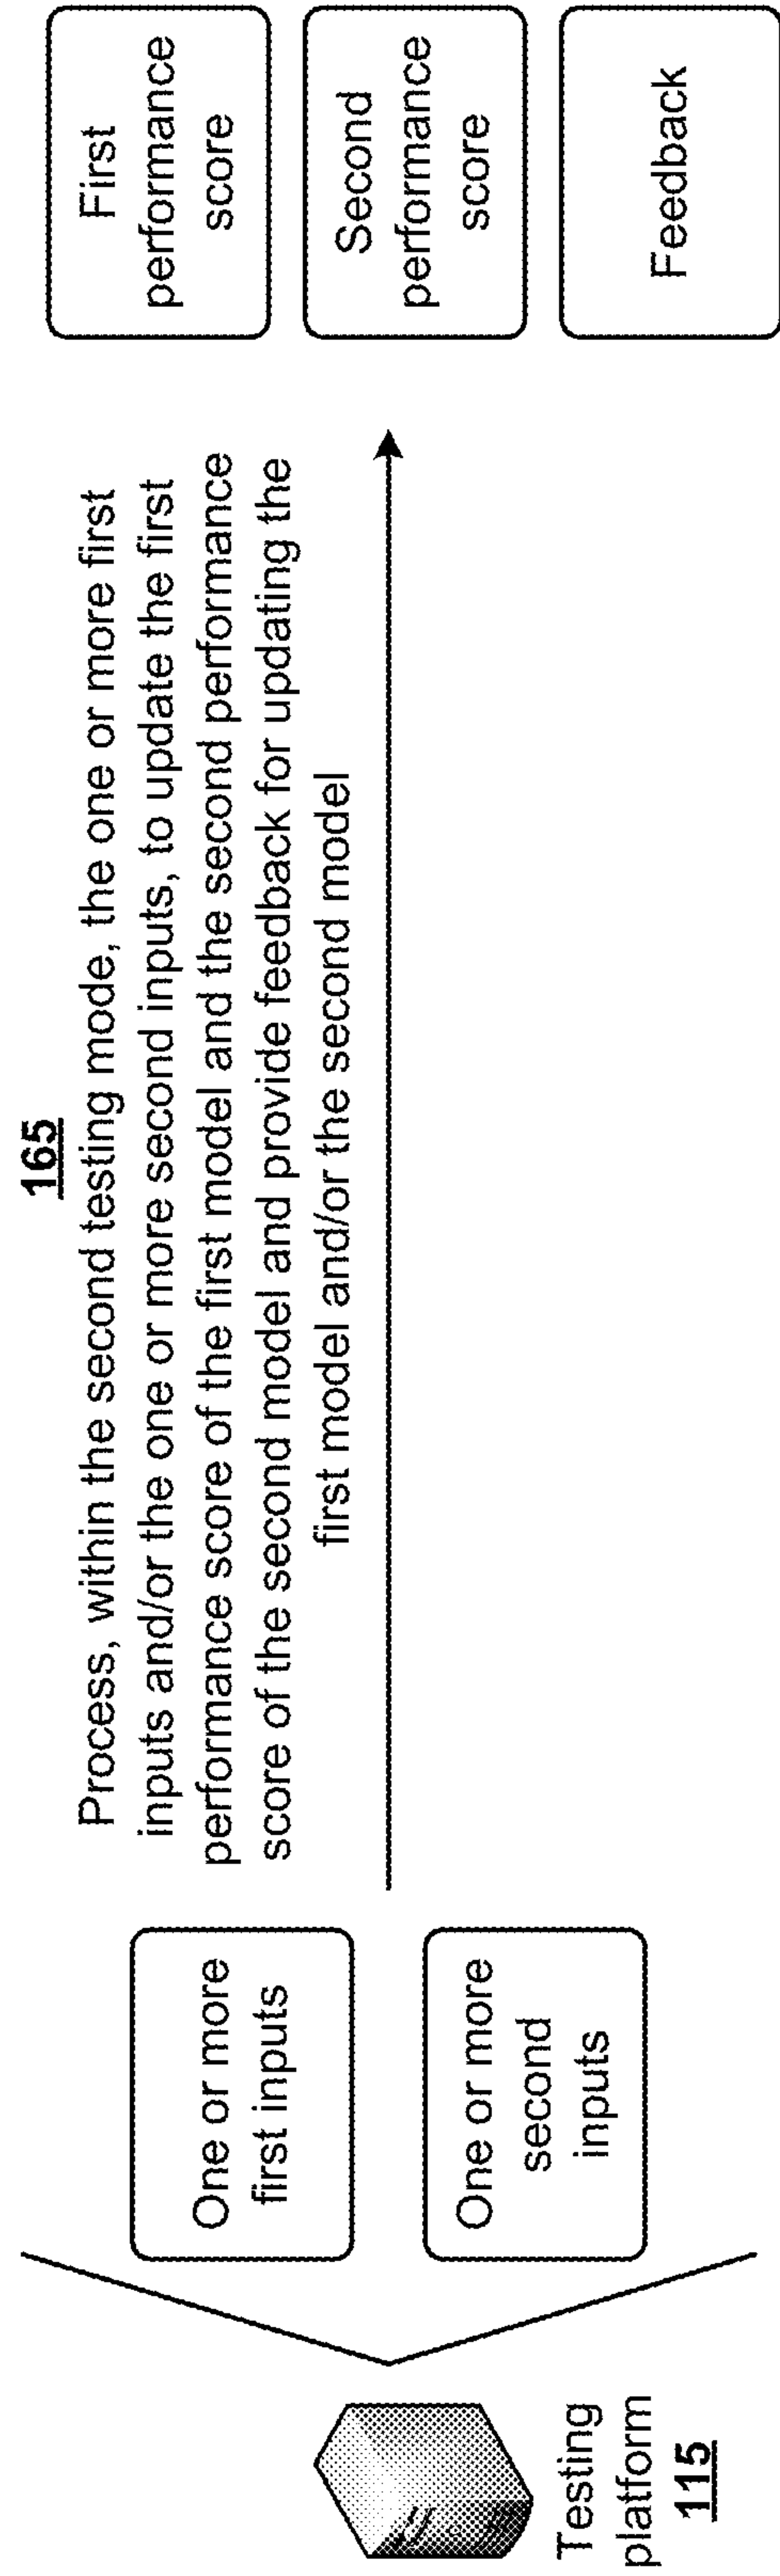 165
Process, within the second testing mode, the one or more first
inputs and/or the one or more second inputs, to update the first
performance score of the first model and the second performance
score of the second model and provide feedback for updating the
first model and/or the second model
Testing
platform
115
One or more
first inputs
One or more
second
inputs
First
performance
score
Second
performance
score
Feedback